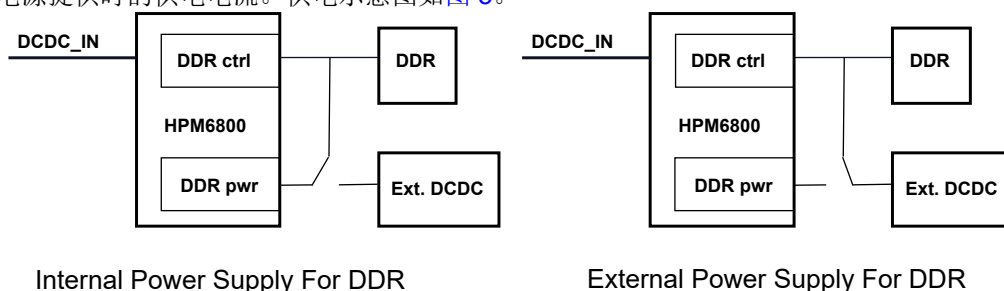 DCDC_IN
DDR ctrl
DDR
HPM6800
DDR pwr
Ext. DCDC
Internal Power Supply For DDR
DCDC_IN
DDR ctrl
DDR
HPM6800
DDR pwr
Ext. DCDC
External Power Supply For DDR